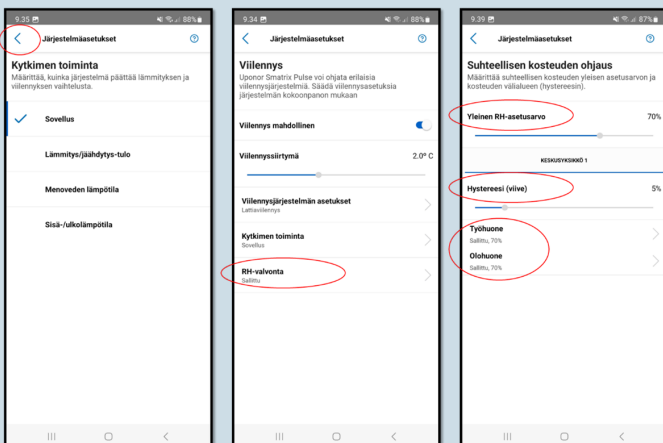 9.35
88%
Järjestelmäasetukset
Kytkimen toiminta
Määrittää, kuinka järjestelmä päättää lämmityksen ja
viilennyksen vaihtelusta.
Sovellus
Lämmitys/jäähdytys-tulo
Menoveden lämpötila
Sisä-/ulkolämpötila
9.34
88%
Järjestelmäasetukset
Viilennys
Uponor Smatrix Pulse voi ohjata erilaisia
viilennysjärjestelmiä. Säädä viilennysasetuksia
järjestelmän kokoonpanon mukaan
Viilennys mahdollinen
Viilennyssiirtymä 2.0° C
Viilennysjärjestelmän asetukset
Lattiaviilennys
Kytkimen toiminta
Sovellus
RH-valvonta
Sallittu
9.39
87%
Järjestelmäasetukset
Suhteellisen kosteuden ohjaus
Määrittää suhteellisen kosteuden yleisen asetusarvon ja
kosteuden välialueen (hystereesin).
Yleinen RH-asetusarvo 70%
KESKUSYKSIKKÖ 1
Hystereesi (viive) 5%
Työhuone
Sallittu, 70%
Olohuone
Sallittu, 70%